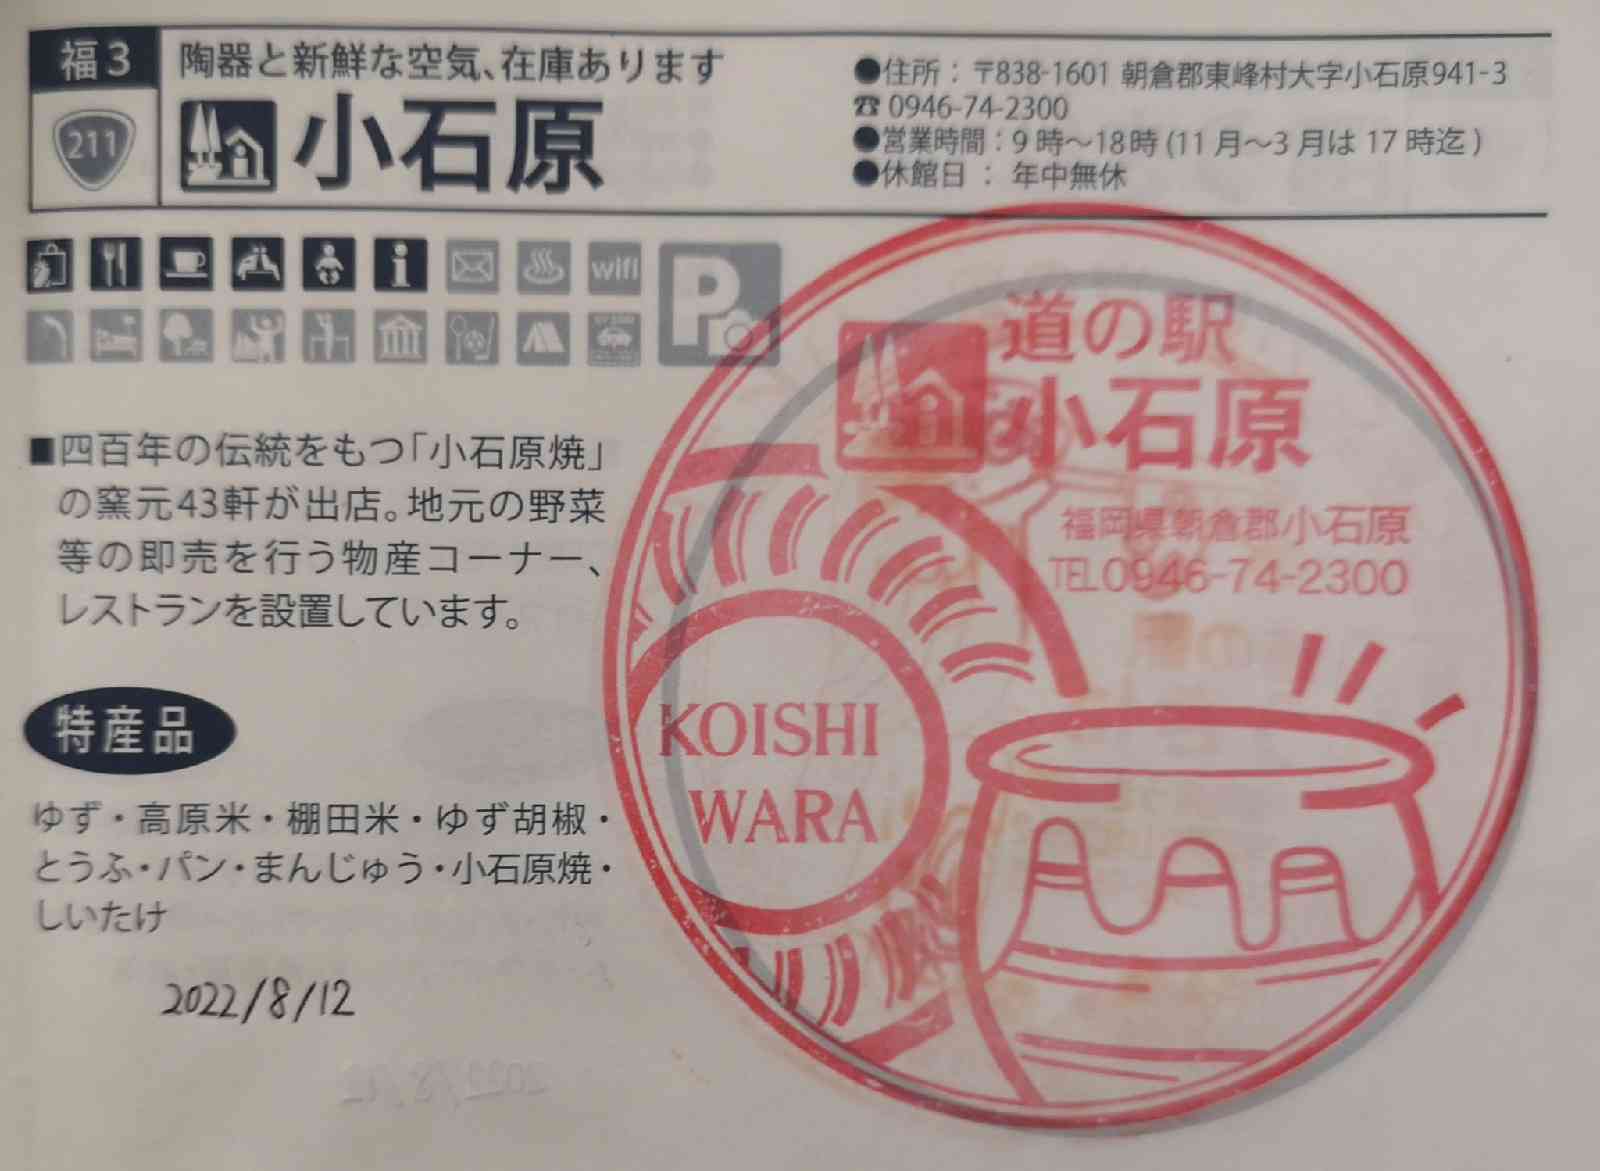 福3
211
陶器と新鮮な空気、在庫あります
小石原
●住所：〒838-1601 朝倉郡東峰村大字小石原941-3
☎ 0946-74-2300
●営業時間：9時〜18時(11月〜3月は17時迄)
●休館日：年中無休
wifi
P
■四百年の伝統をもつ「小石原焼」
の窯元43軒が出店。地元の野菜
等の即売を行う物産コーナー、
レストランを設置しています。
特産品
ゆず・高原米・棚田米・ゆず胡椒・
とうふ・パン・まんじゅう・小石原焼・
しいたけ
2022/8/12
道の駅
小石原
福岡県朝倉郡小石原
TEL0946-74-2300
KOISHI
WARA